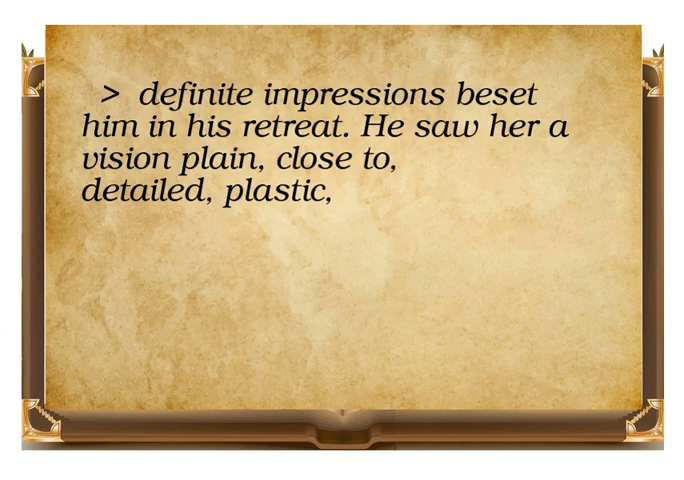 > definite impressions beset
him in his retreat. He saw her a
vision plain, close to,
detailed, plastic,